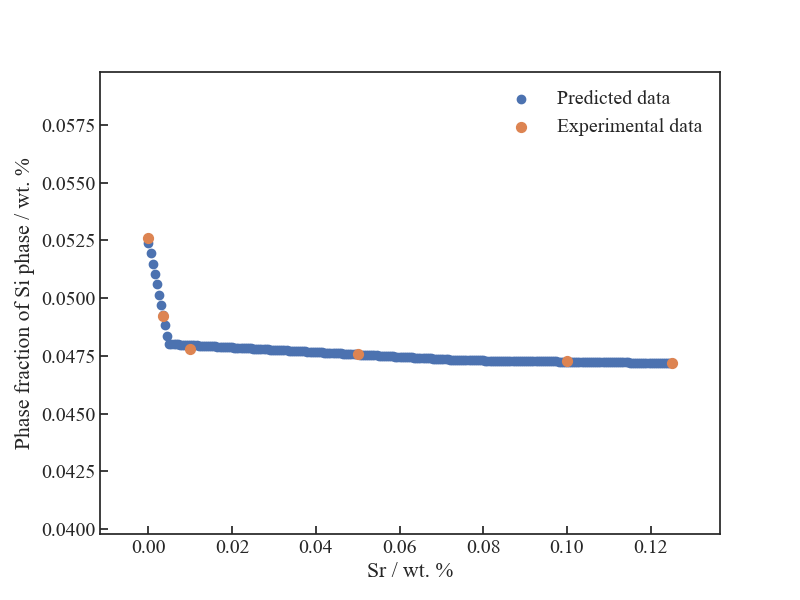 Predicted data
Experimental data
0.0575
0.0550
0.0525
0.0500
0.0475
0.0450
0.0425
0.0400
Phase fraction of Si phase / wt. %
0.00 0.02 0.04 0.06 0.08 0.10 0.12
Sr / wt. %